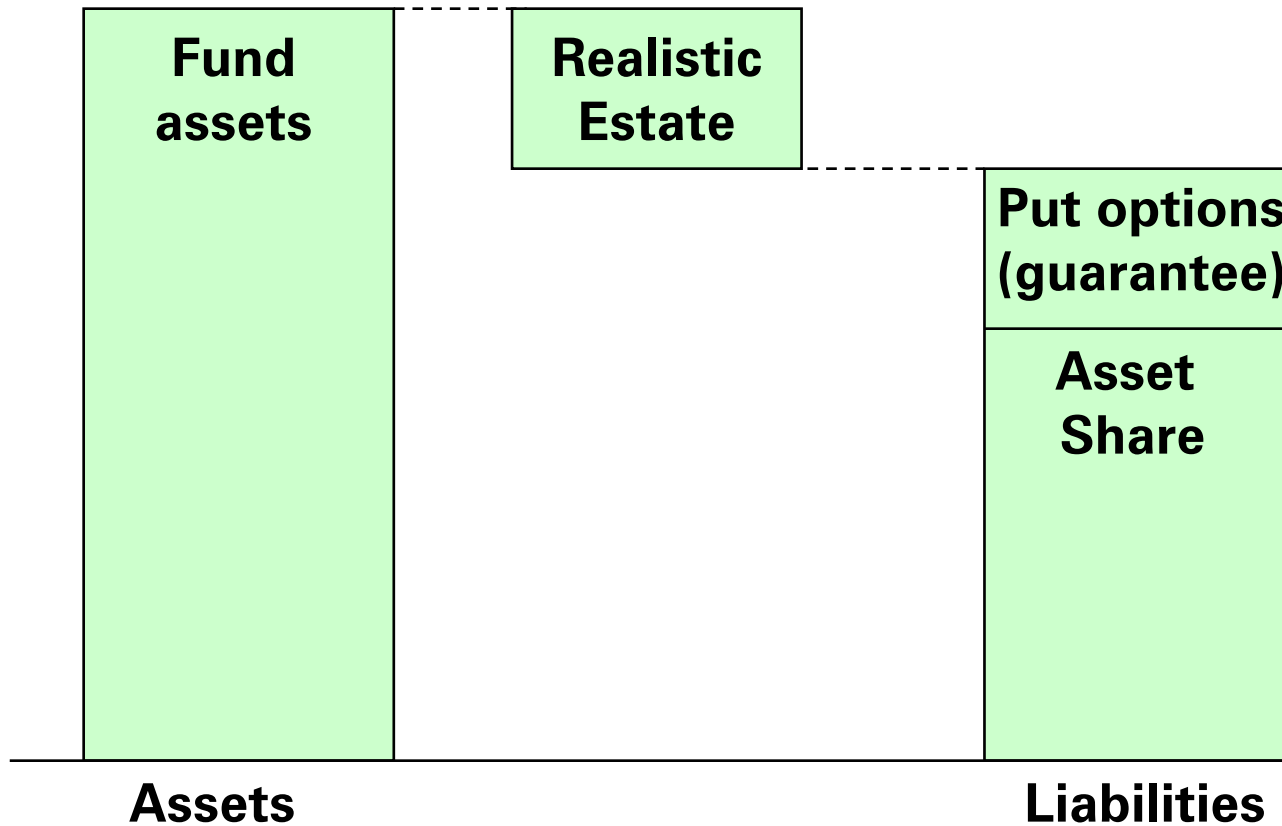 Fund
assets
Realistic
Estate
Put options
(guarantee)
Asset
Share
Assets
Liabilities